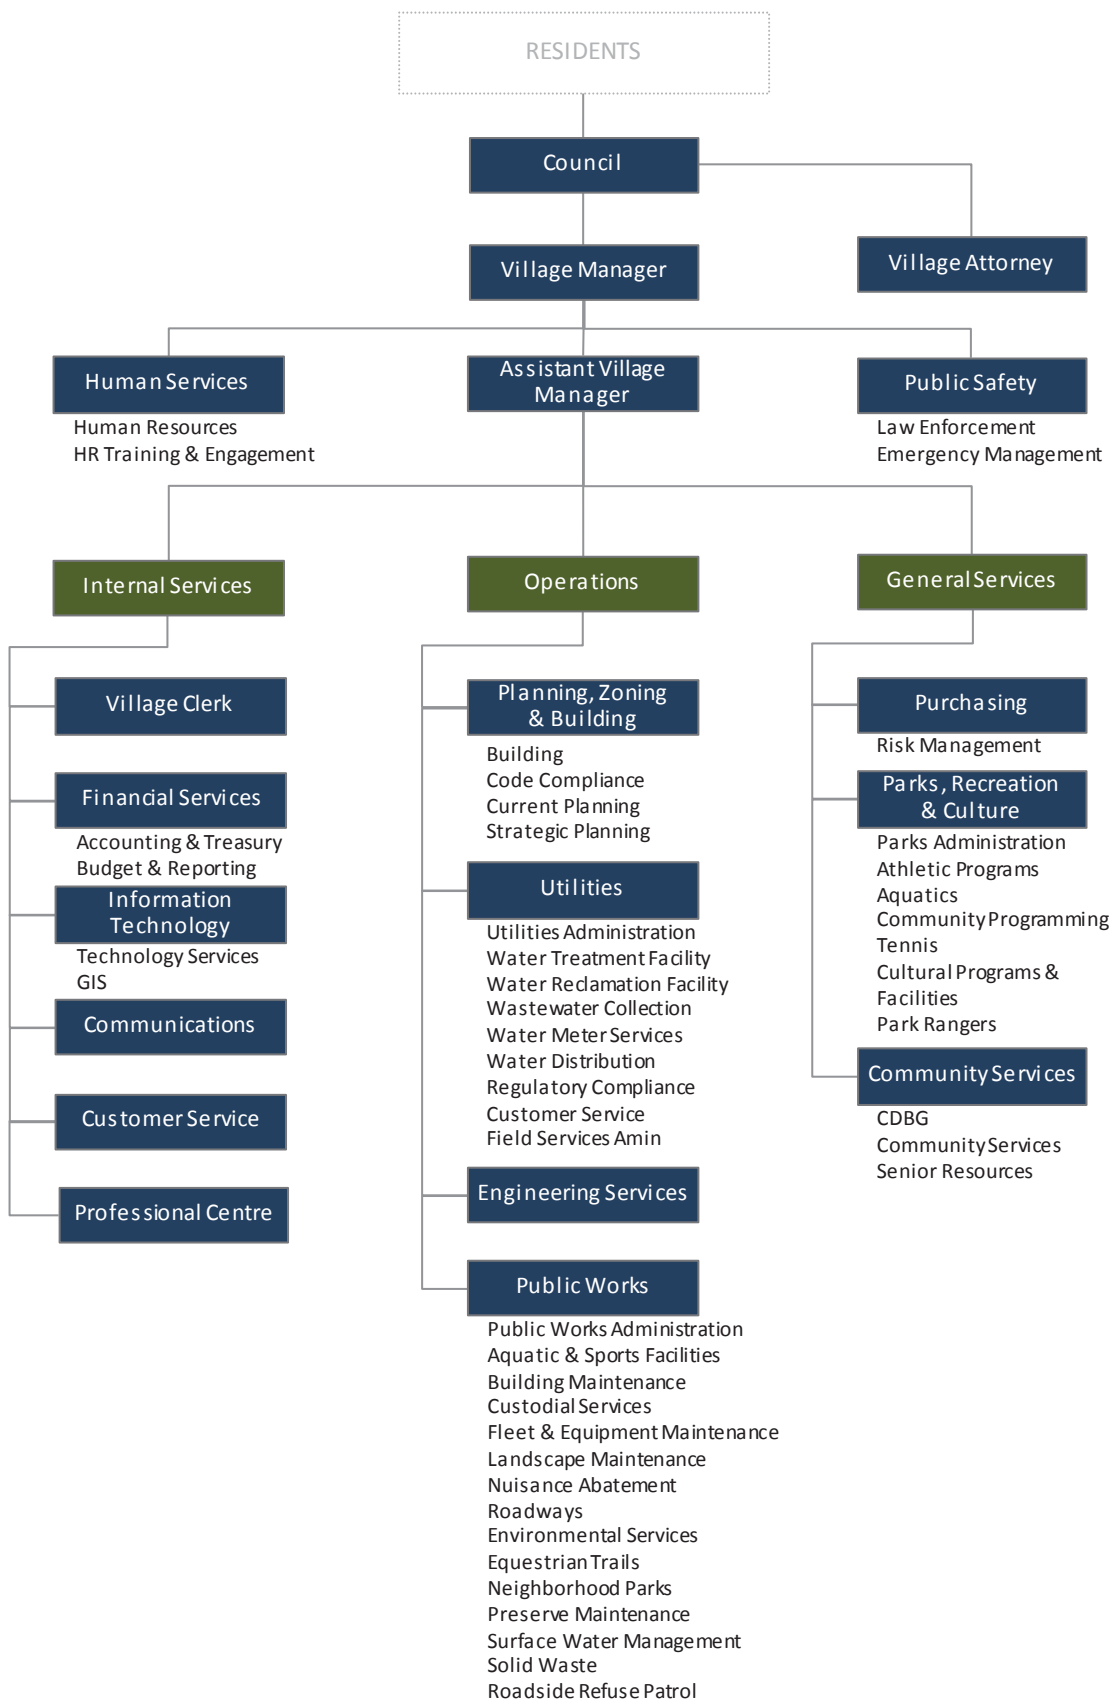 RESIDENTS
Council
Village Manager
Village Attorney
Human Services
Human Resources
HR Training & Engagement
Assistant Village
Manager
Public Safety
Law Enforcement
Emergency Management
Internal Services
Operations
General Services
Village Clerk
Financial Services
Accounting & Treasury
Budget & Reporting
Information
Technology
Technology Services
GIS
Communications
Customer Service
Professional Centre
Planning, Zoning
& Building
Building
Code Compliance
Current Planning
Strategic Planning
Utilities
Utilities Administration
Water Treatment Facility
Water Reclamation Facility
Wastewater Collection
Water Meter Services
Water Distribution
Regulatory Compliance
Customer Service
Field Services Amin
Engineering Services
Public Works
Public Works Administration
Aquatic & Sports Facilities
Building Maintenance
Custodial Services
Fleet & Equipment Maintenance
Landscape Maintenance
Nuisance Abatement
Roadways
Environmental Services
Equestrian Trails
Neighborhood Parks
Preserve Maintenance
Surface Water Management
Solid Waste
Roadside Refuse Patrol
Purchasing
Risk Management
Parks, Recreation
& Culture
Parks Administration
Athletic Programs
Aquatics
Community Programming
Tennis
Cultural Programs &
Facilities
Park Rangers
Community Services
CDBG
Community Services
Senior Resources